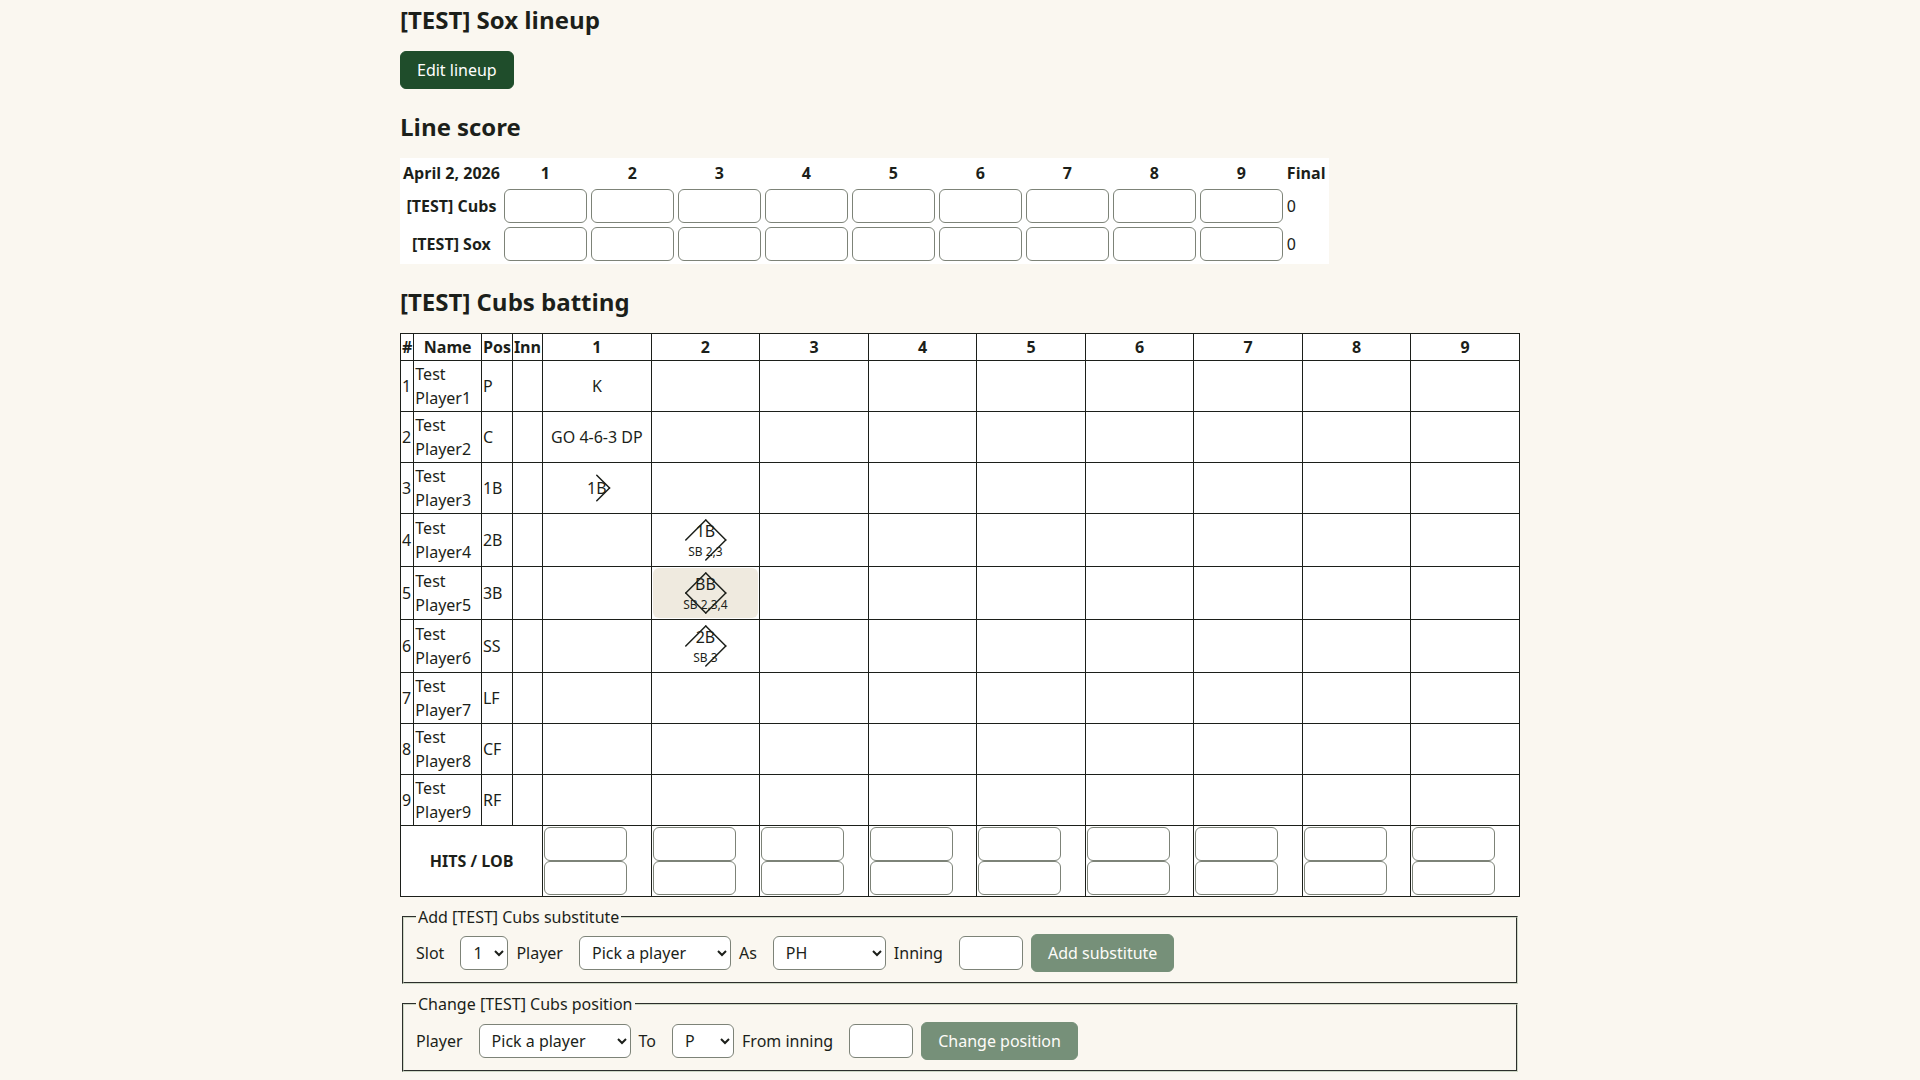 [TEST] Sox lineup
Edit lineup
Line score
April 2, 2026 1 2 3 4 5 6 7 8 9 Final
[TEST] Cubs 0
[TEST] Sox 0
[TEST] Cubs batting
# Name Pos Inn 1 2 3 4 5 6 7 8 9
1 Test Player1 P K
2 Test Player2 C GO 4-6-3 DP
3 Test Player3 1B 1B
4 Test Player4 2B 1B SB 2,3
5 Test Player5 3B BB SB 2,3,4
6 Test Player6 SS 2B SB 3
7 Test Player7 LF
8 Test Player8 CF
9 Test Player9 RF
HITS / LOB
Add [TEST] Cubs substitute
Slot 1 Player Pick a player As PH Inning Add substitute
Change [TEST] Cubs position
Player Pick a player To P From inning Change position